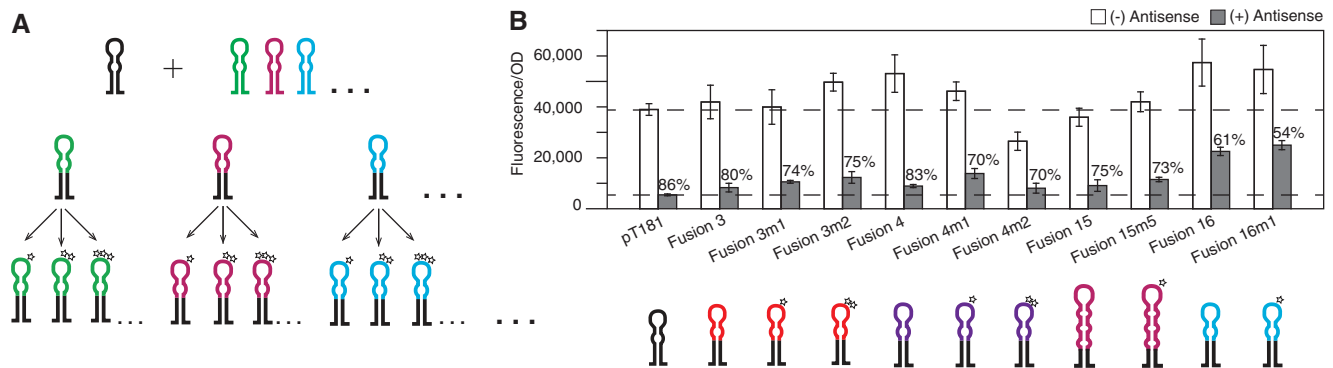 A
+
. . .
. . .
. . .
. . .
. . .
. . .
B
(-) Antisense (+) Antisense
Fluorescence/OD
60,000
40,000
20,000
0
86%
80%
74%
75%
83%
70%
70%
75%
73%
61%
54%
pT181
Fusion 3
Fusion 3m1
Fusion 3m2
Fusion 4
Fusion 4m1
Fusion 4m2
Fusion 15
Fusion 15m5
Fusion 16
Fusion 16m1